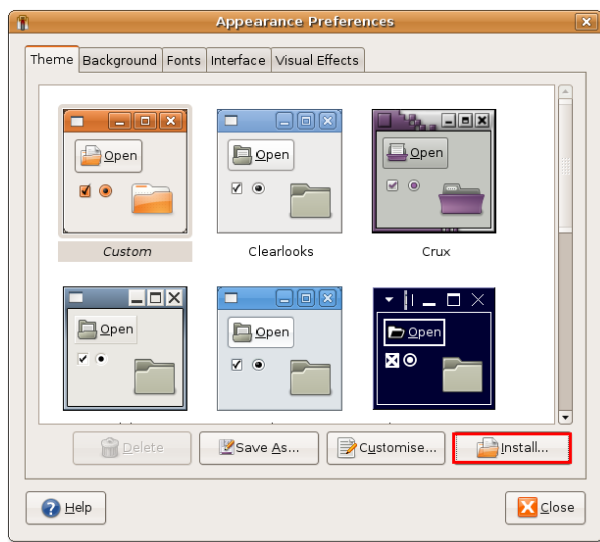 Appearance Preferences
Theme Background Fonts Interface Visual Effects
Open Open Open
Custom Clearlooks Crux
Open Open Open
Delete Save As... Customise... Install...
Help Close